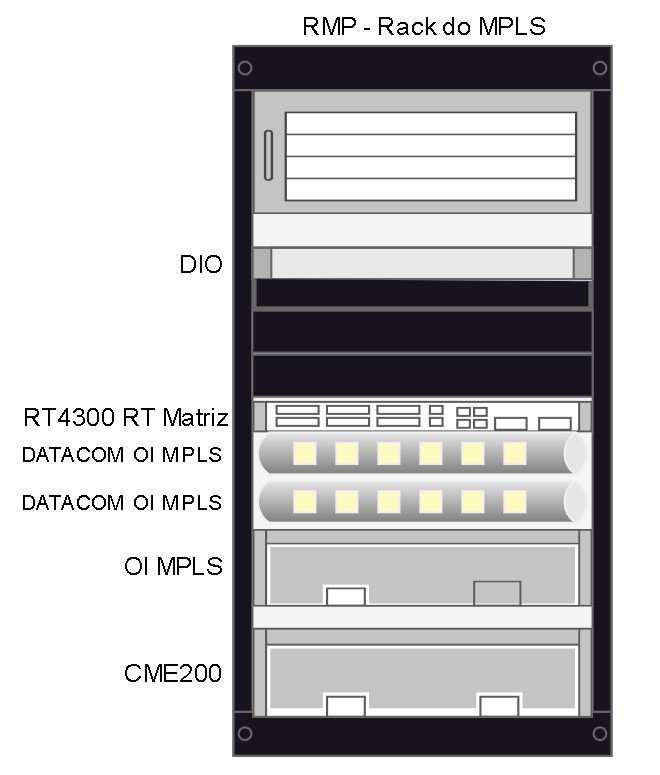 RMP - Rack do MPLS
DIO
RT4300 RT Matriz
DATACOM OI MPLS
DATACOM OI MPLS
OI MPLS
CME200